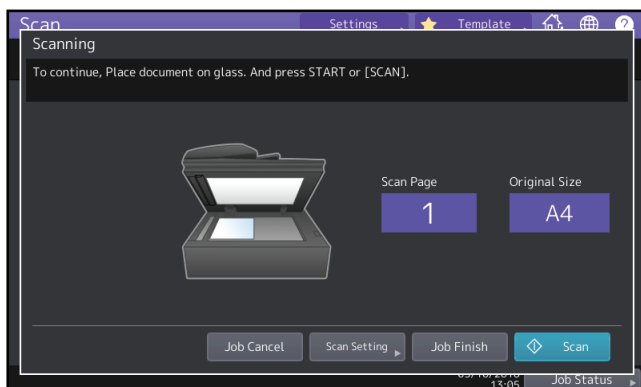 Scan Settings Template ?
Scanning
To continue, Place document on glass. And press START or [SCAN].
Scan Page Original Size
1 A4
Job Cancel Scan Setting Job Finish Scan
13:05 Job Status